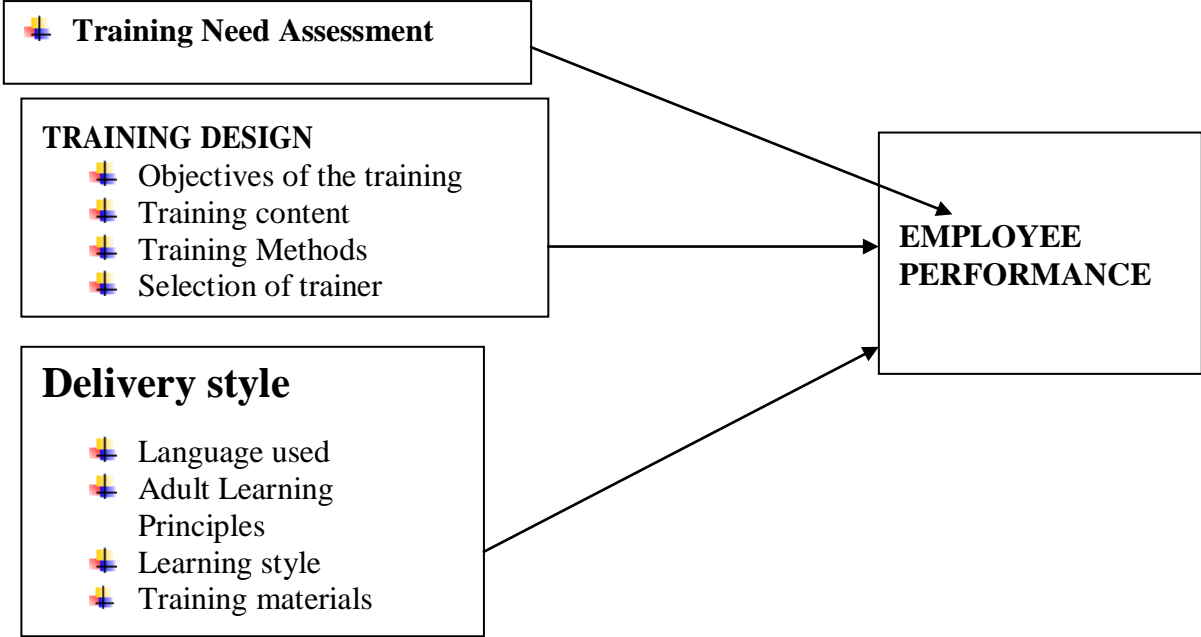 Training Need Assessment
TRAINING DESIGN
Objectives of the training
Training content
Training Methods
Selection of trainer
EMPLOYEE
PERFORMANCE
Delivery style
Language used
Adult Learning
Principles
Learning style
Training materials